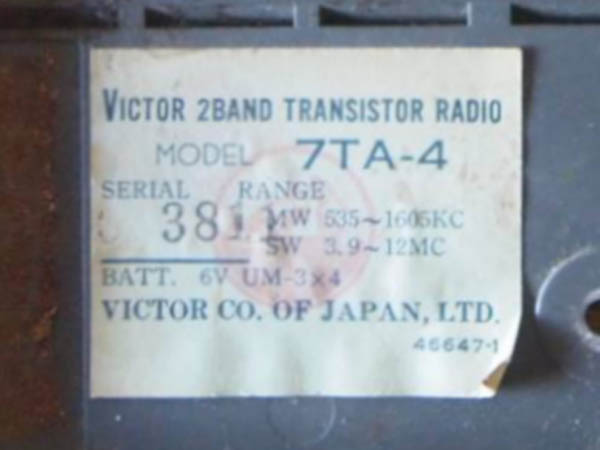 VICTOR 2BAND TRANSISTOR RADIO
MODEL 7TA-4
SERIAL RANGE
MW 535~1605KC
SW 3.9~12MC
BATT. 6V UM-3×4
VICTOR CO. OF JAPAN, LTD.
46647-1